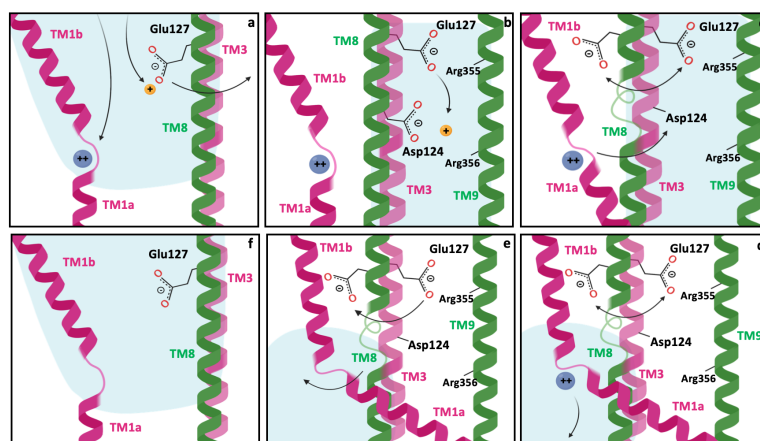 a
TM1b
Glu127
TM3
O
⊖
O
+
TM8
++
TM1a
b
TM8
Glu127
TM1b
O
⊖
O
Arg355
O
⊖
O
+
Asp124
Arg356
++
TM3
TM1a
TM9
TM1b
Glu127
O
O
⊖
⊖
O
O
Arg355
Asp124
TM8
Arg356
++
TM1a
TM3
TM9
f
TM1b
Glu127
TM3
O
⊖
O
TM8
TM1a
e
TM1b
Glu127
O
O
⊖
⊖
O
O
Arg355
TM9
Asp124
TM8
TM3
Arg356
TM1a
TM1b
Glu127
O
O
⊖
⊖
O
O
Arg355
TM9
Asp124
TM8
TM3
Arg356
++
TM1a